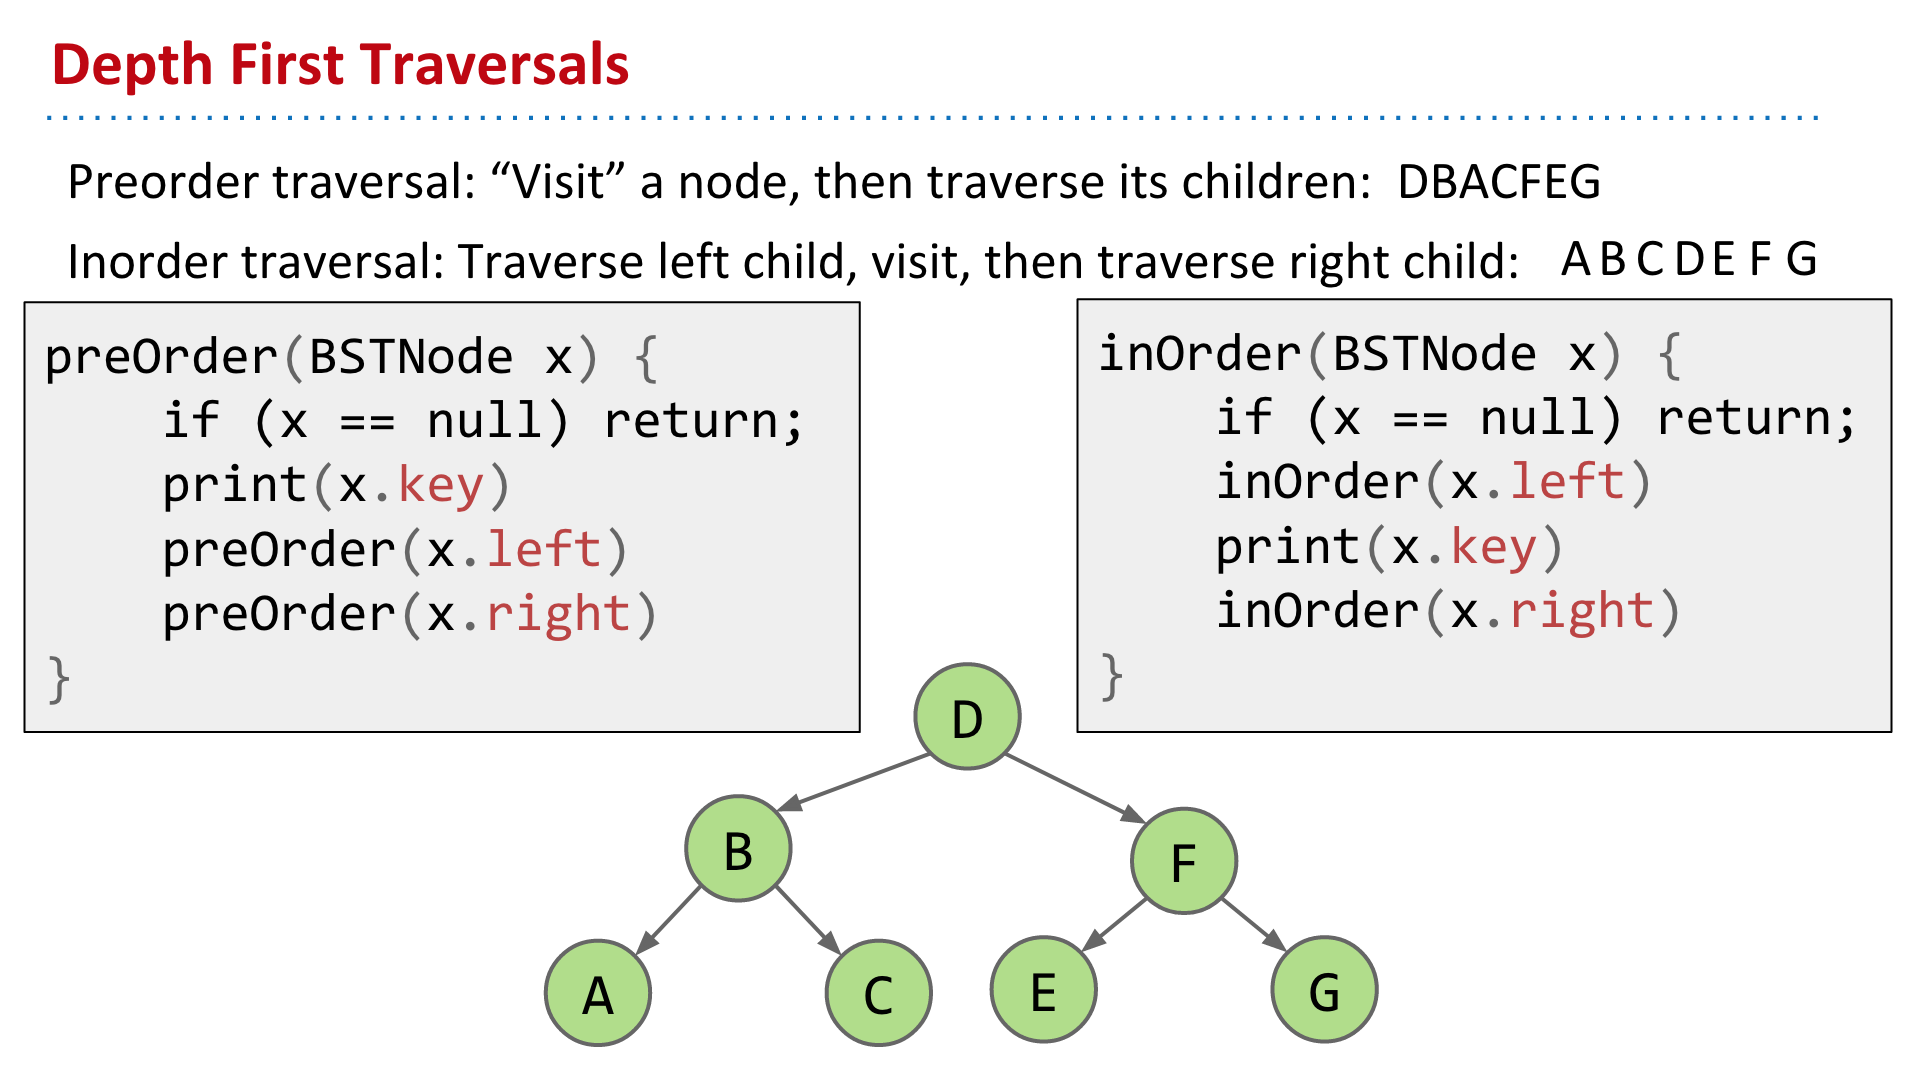 Depth First Traversals
Preorder traversal: “Visit” a node, then traverse its children: DBACFEG
Inorder traversal: Traverse left child, visit, then traverse right child: A B C D E F G
preOrder(BSTNode x) {
    if (x == null) return;
    print(x.key)
    preOrder(x.left)
    preOrder(x.right)
}
inOrder(BSTNode x) {
    if (x == null) return;
    inOrder(x.left)
    print(x.key)
    inOrder(x.right)
}
D
B F
A C E G